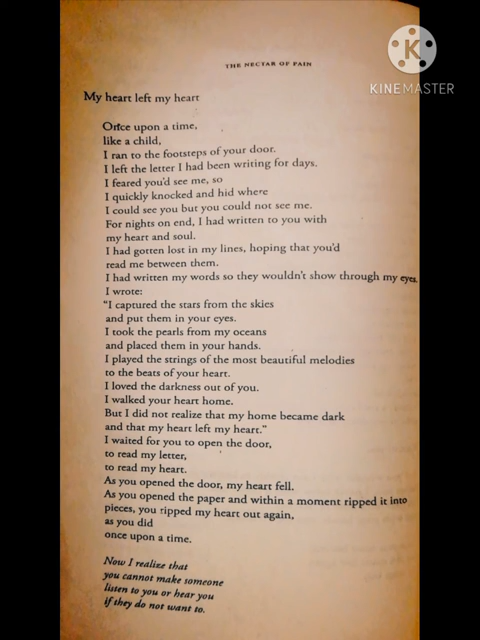 THE NECTAR OF PAIN
KINEMASTER
My heart left my heart
Once upon a time,
like a child,
I ran to the footsteps of your door.
I left the letter I had been writing for days.
I feared you'd see me, so
I quickly knocked and hid where
I could see you but you could not see me.
For nights on end, I had written to you with
my heart and soul.
I had gotten lost in my lines, hoping that you'd
read me between them.
I had written my words so they wouldn't show through my eyes.
I wrote:
"I captured the stars from the skies
and put them in your eyes.
I took the pearls from my oceans
and placed them in your hands.
I played the strings of the most beautiful melodies
to the beats of your heart.
I loved the darkness out of you.
I walked your heart home.
But I did not realize that my home became dark
and that my heart left my heart."
I waited for you to open the door,
to read my letter,
to read my heart.
As you opened the door, my heart fell.
As you opened the paper and within a moment ripped it into
pieces, you ripped my heart out again,
as you did
once upon a time.
Now I realize that
you cannot make someone
listen to you or hear you
if they do not want to.